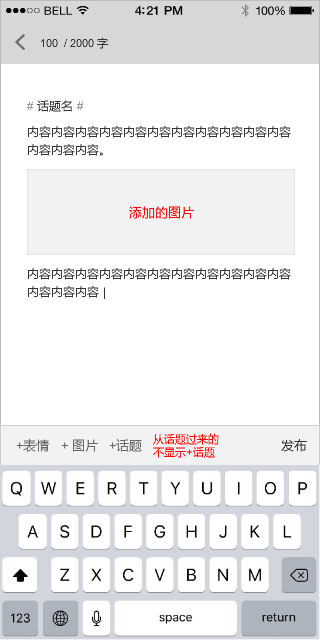 BELL 4:21 PM 100%
100 / 2000 字
# 话题名 #
内容内容内容内容内容内容内容内容内容内容内容
内容内容内容。
添加的图片
内容内容内容内容内容内容内容内容内容内容内容
内容内容内容 |
+表情 + 图片 +话题 从话题过来的 发布
不显示+话题
Q W E R T Y U I O P
A S D F G H J K L
Z X C V B N M
123 space return